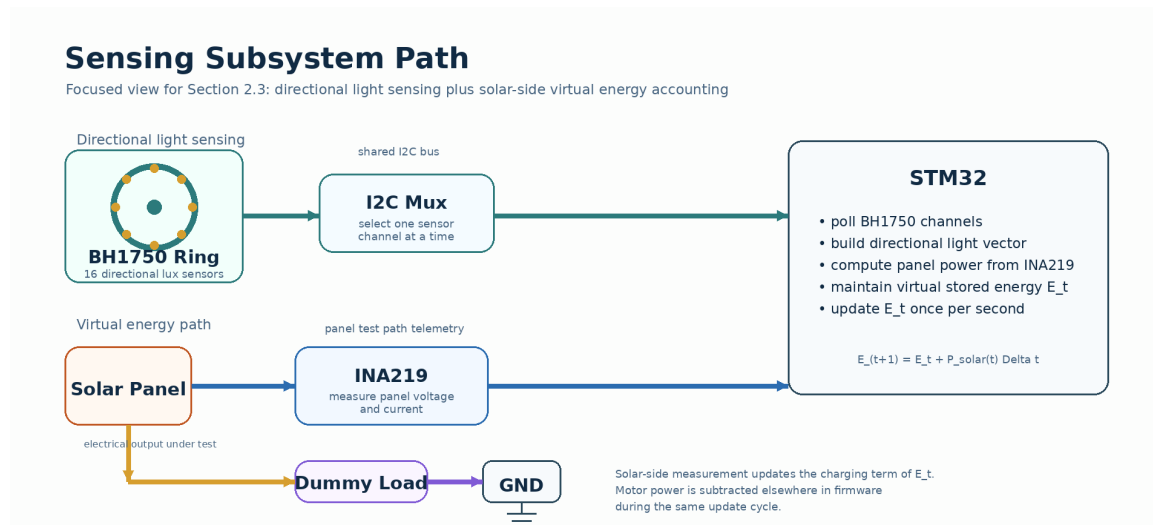 Sensing Subsystem Path
Focused view for Section 2.3: directional light sensing plus solar-side virtual energy accounting
Directional light sensing
BH1750 Ring
16 directional lux sensors
shared I2C bus
I2C Mux
select one sensor
channel at a time
STM32
• poll BH1750 channels
• build directional light vector
• compute panel power from INA219
• maintain virtual stored energy E_t
• update E_t once per second
E_(t+1) = E_t + P_solar(t) Delta t
Virtual energy path
Solar Panel
panel test path telemetry
INA219
measure panel voltage
and current
electrical output under test
Dummy Load
GND
Solar-side measurement updates the charging term of E_t.
Motor power is subtracted elsewhere in firmware
during the same update cycle.